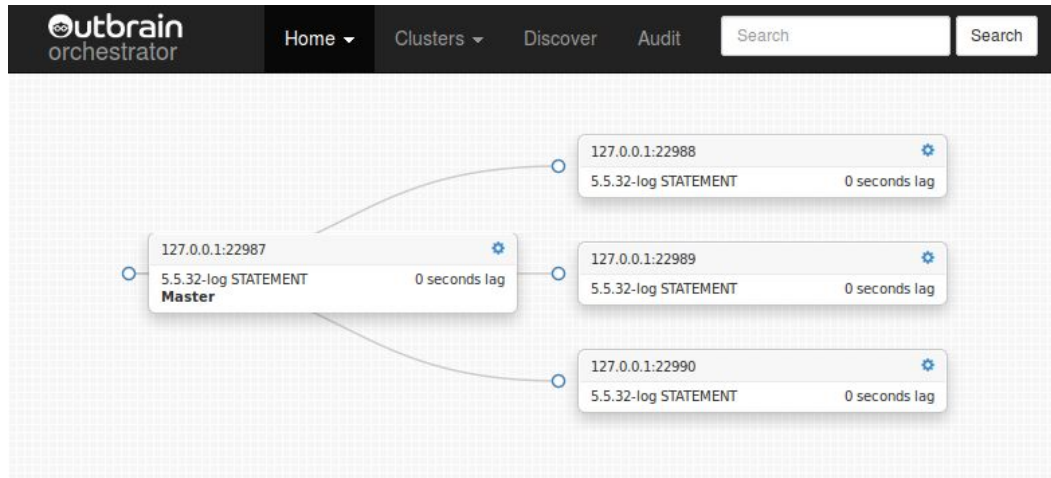 Outbrain
orchestrator
Home Clusters Discover Audit Search Search
127.0.0.1:22987
5.5.32-log STATEMENT 0 seconds lag
Master
127.0.0.1:22988
5.5.32-log STATEMENT 0 seconds lag
127.0.0.1:22989
5.5.32-log STATEMENT 0 seconds lag
127.0.0.1:22990
5.5.32-log STATEMENT 0 seconds lag